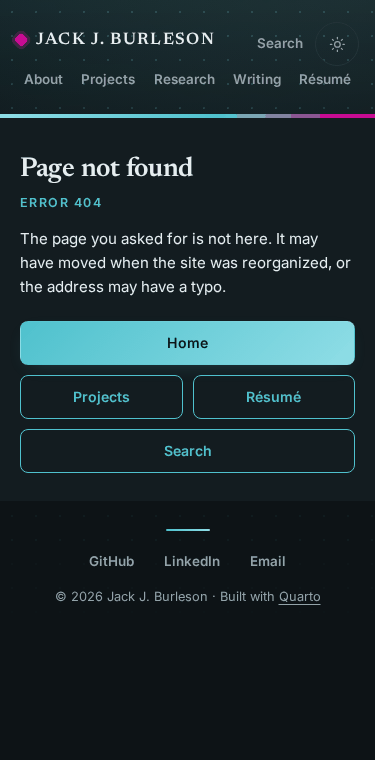 JACK J. BURLESON
Search
About Projects Research Writing Résumé
Page not found
ERROR 404
The page you asked for is not here. It may
have moved when the site was reorganized, or
the address may have a typo.
Home
Projects Résumé
Search
GitHub LinkedIn Email
© 2026 Jack J. Burleson · Built with Quarto